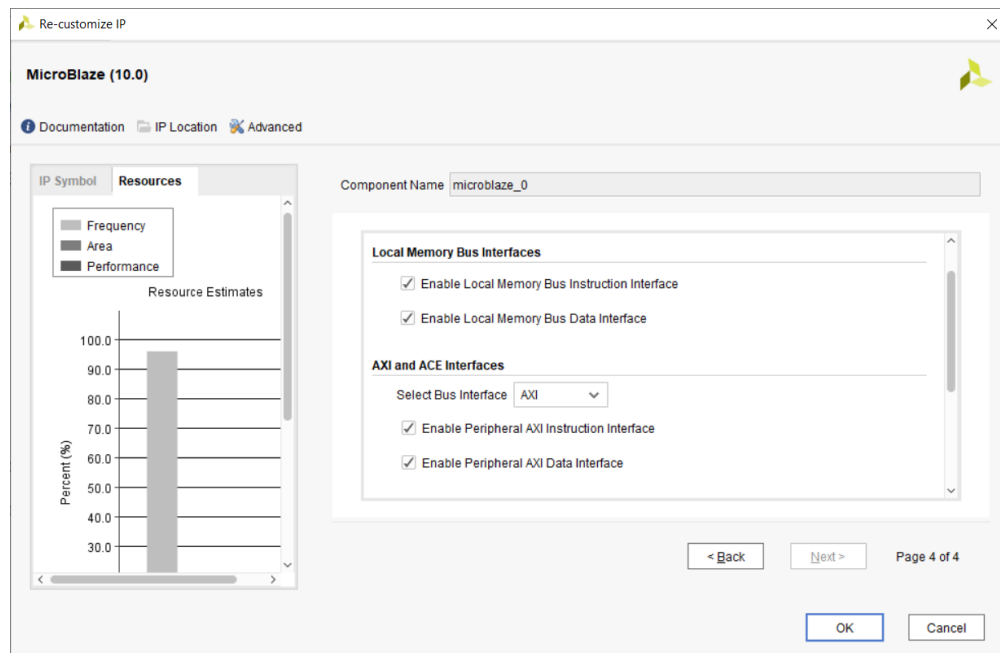 Re-customize IP
MicroBlaze (10.0)
Documentation IP Location Advanced
IP Symbol Resources
Frequency
Area
Performance
Resource Estimates
100.0
90.0
80.0
70.0
60.0
50.0
40.0
30.0
Percent (%)
Component Name microblaze_0
Local Memory Bus Interfaces
Enable Local Memory Bus Instruction Interface
Enable Local Memory Bus Data Interface
AXI and ACE Interfaces
Select Bus Interface AXI
Enable Peripheral AXI Instruction Interface
Enable Peripheral AXI Data Interface
< Back Next > Page 4 of 4
OK Cancel